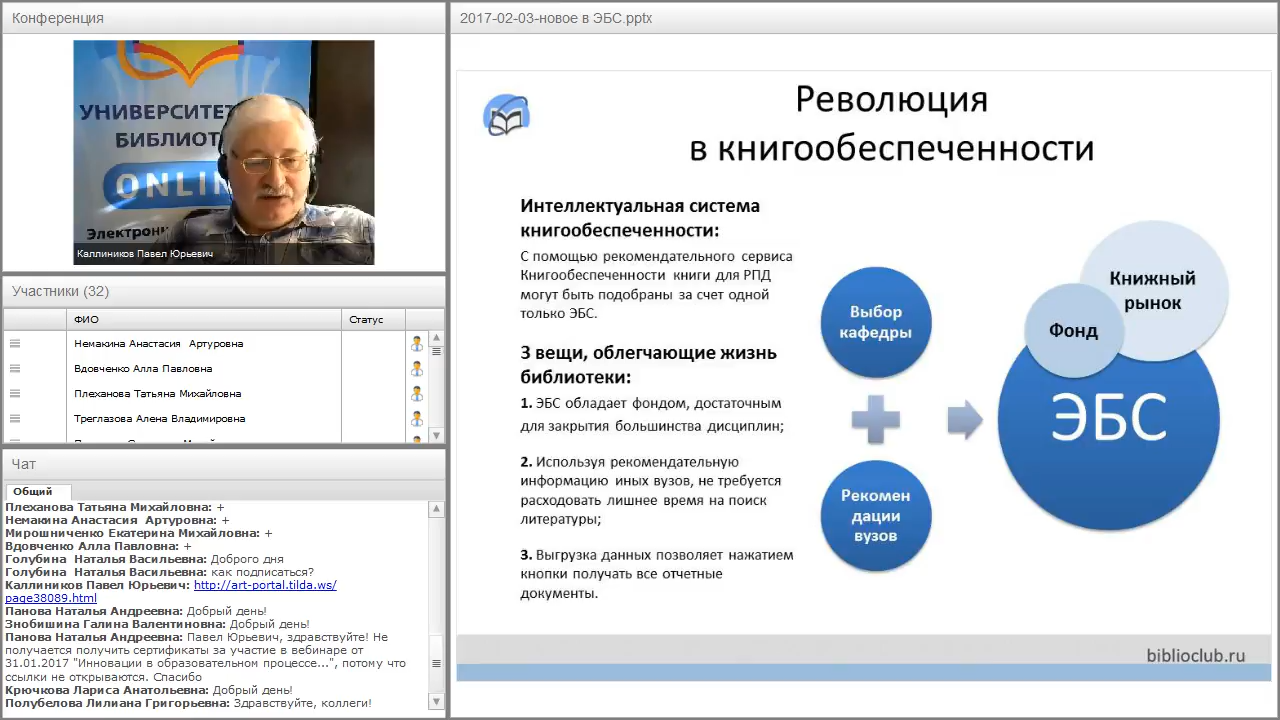 Конференция
УНИВЕРСИТЕТ
БИБЛИОТ
ONLIN
Электронн
Каллиников Павел Юрьевич
Участники (32)
ФИО
Статус
Немакина Анастасия Артуровна
Вдовченко Алла Павловна
Плеханова Татьяна Михайловна
Треглазова Алена Владимировна
Чат
Общий
Плеханова Татьяна Михайловна: +
Немакина Анастасия Артуровна: +
Мирошниченко Екатерина Михайловна: +
Вдовченко Алла Павловна: +
Голубина Наталья Васильевна: Доброго дня
Голубина Наталья Васильевна: как подписаться?
Каллиников Павел Юрьевич: http://art-portal.tilda.ws/
page38089.html
Панова Наталья Андреевна: Добрый день!
Знобишина Галина Валентиновна: Добрый день!
Панова Наталья Андреевна: Павел Юрьевич, здравствуйте! Не
получается получить сертификаты за участие в вебинаре от
31.01.2017 "Инновации в образовательном процессе...", потому что
ссылки не открываются. Спасибо
Крючкова Лариса Анатольевна: Добрый день!
Полубелова Лилиана Григорьевна: Здравствуйте, коллеги!
2017-02-03-новое в ЭБС.pptx
Революция
в книгообеспеченности
Интеллектуальная система
книгообеспеченности:
С помощью рекомендательного сервиса
Книгообеспеченности книги для РПД
могут быть подобраны за счет одной
только ЭБС.
3 вещи, облегчающие жизнь
библиотеки:
1. ЭБС обладает фондом, достаточным
для закрытия большинства дисциплин;
2. Используя рекомендательную
информацию иных вузов, не требуется
расходовать лишнее время на поиск
литературы;
3. Выгрузка данных позволяет нажатием
кнопки получать все отчетные
документы.
Выбор
кафедры
Рекомен
дации
вузов
Книжный
рынок
Фонд
ЭБС
biblioclub.ru